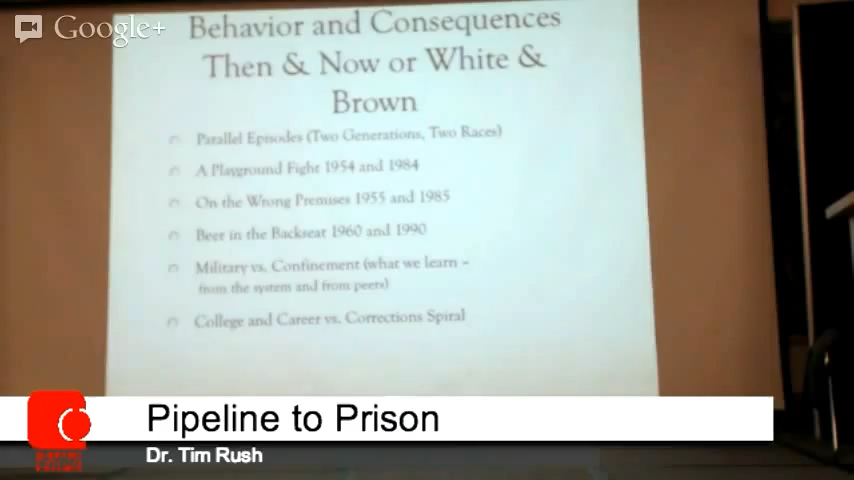 Google+
Behavior and Consequences
Then & Now or White &
Brown
Parallel Episodes (Two Generations, Two Races)
A Playground Fight 1954 and 1984
On the Wrong Premises 1955 and 1985
Beer in the Backseat 1960 and 1990
Military vs. Confinement (what we learn –
from the system and from peers)
College and Career vs. Corrections Spiral
Pipeline to Prison
Dr. Tim Rush